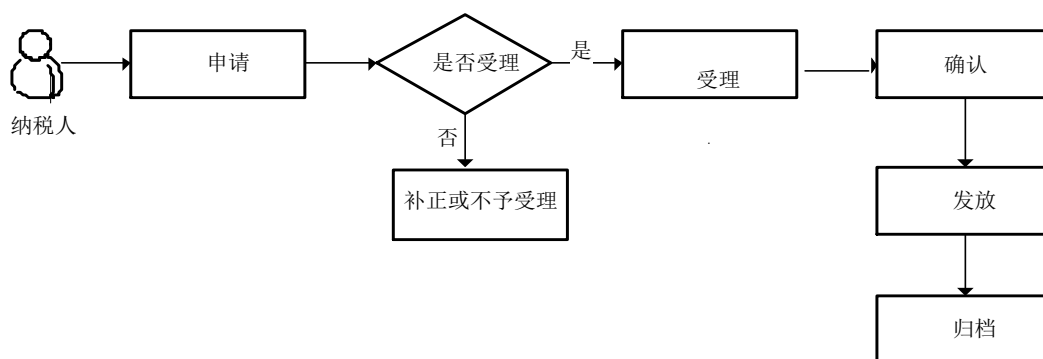 纳税人
申请
是否受理
是
否
补正或不予受理
受理
确认
发放
归档